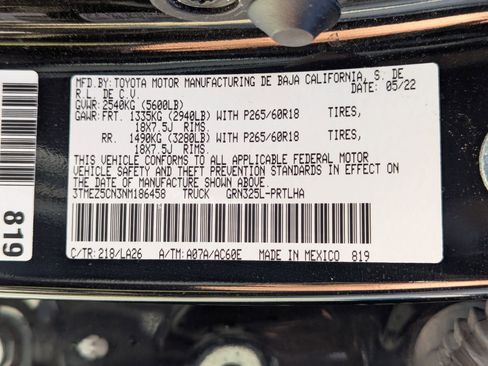 MFD.BY: TOYOTA MOTOR MANUFACTURING DE BAJA CALIFORNIA, S. DE
R.L. DE C.V. DATE: 05/22
GVWR: 2540KG (5600LB)
GAWR: FRT. 1335KG (2940LB) WITH P265/60R18 TIRES,
18X7.5J RIMS.
RR. 1490KG (3280LB) WITH P265/60R18 TIRES,
18X7.5J RIMS.
THIS VEHICLE CONFORMS TO ALL APPLICABLE FEDERAL MOTOR
VEHICLE SAFETY AND THEFT PREVENTION STANDARDS IN EFFECT
ON THE DATE OF MANUFACTURE SHOWN ABOVE.
3TMEZ5CN3NM186458 TRUCK GRN325L-PRTLHA
C/TR: 218/LA26 A/TM: A07A/AC60E MADE IN MEXICO 819
819